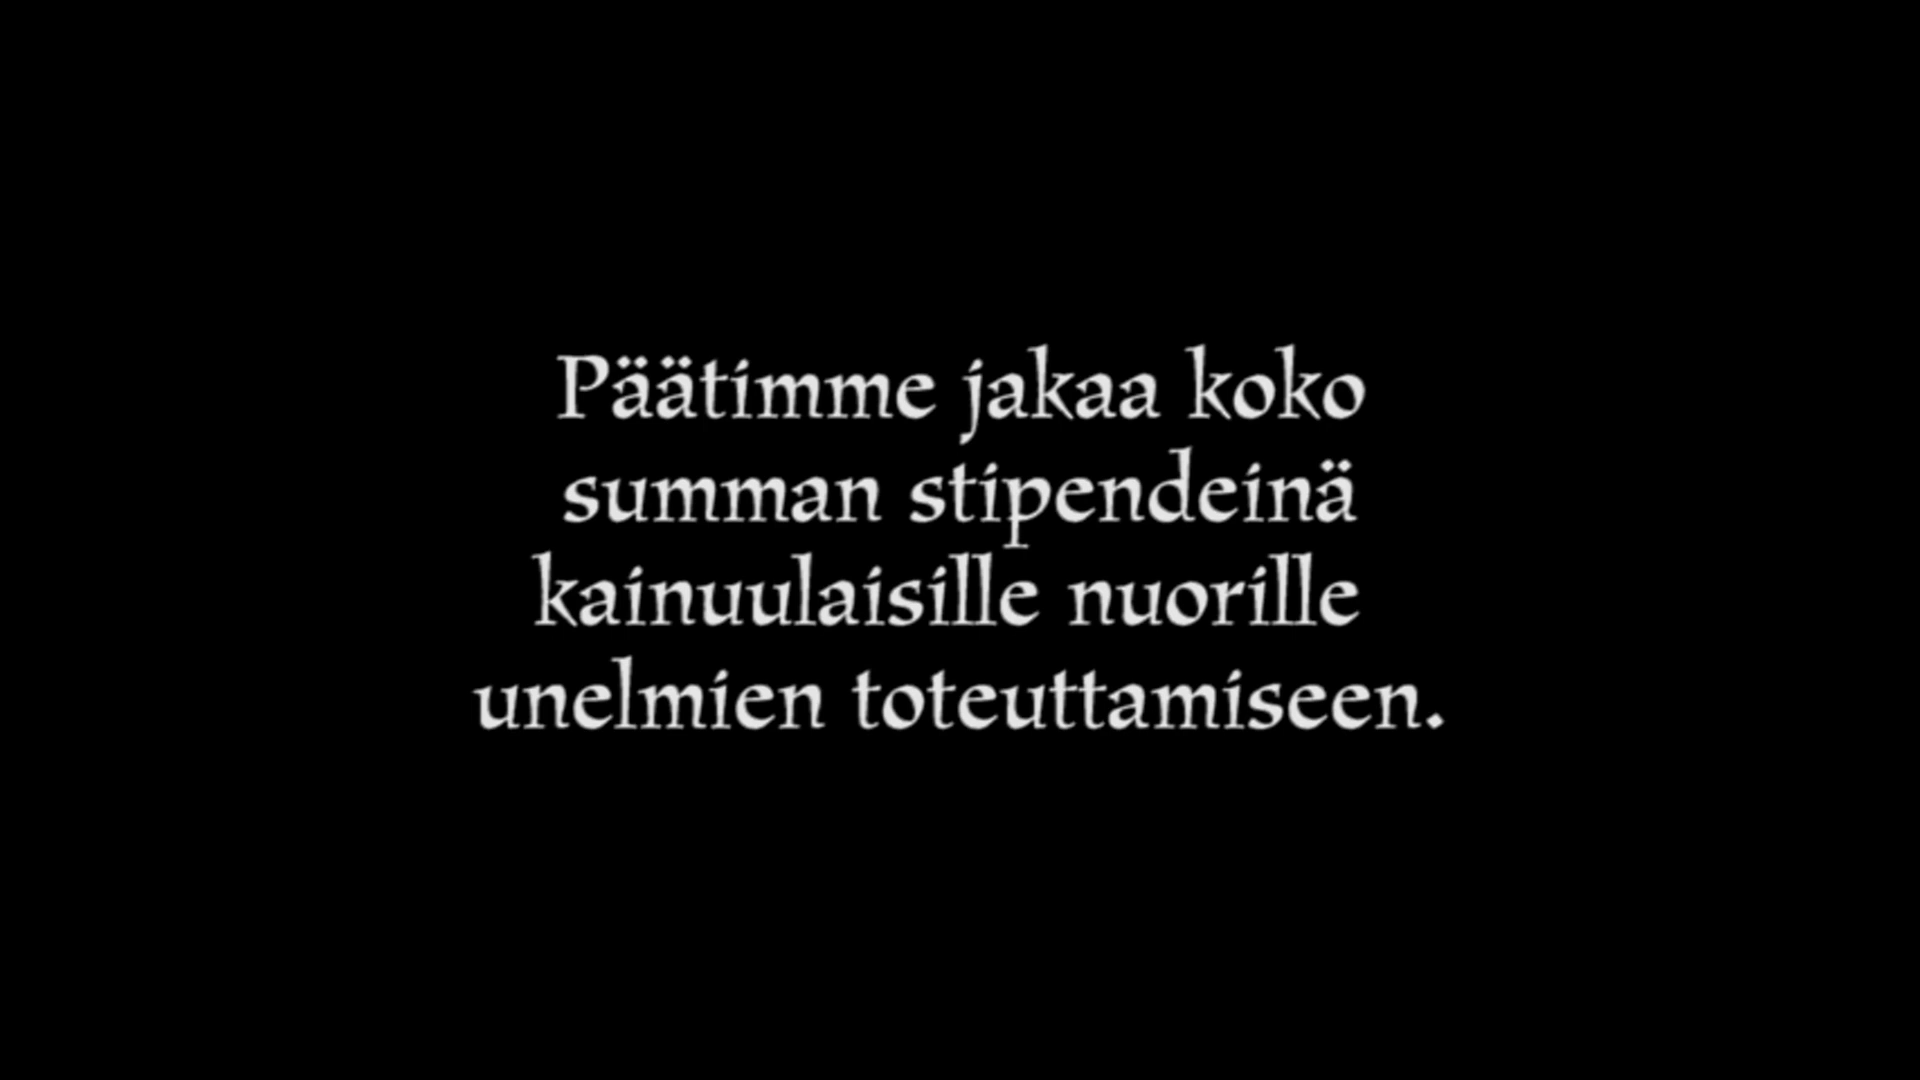 Päätimme jakaa koko
summan stipendeinä
kainuulaisille nuorille
unelmien toteuttamiseen.